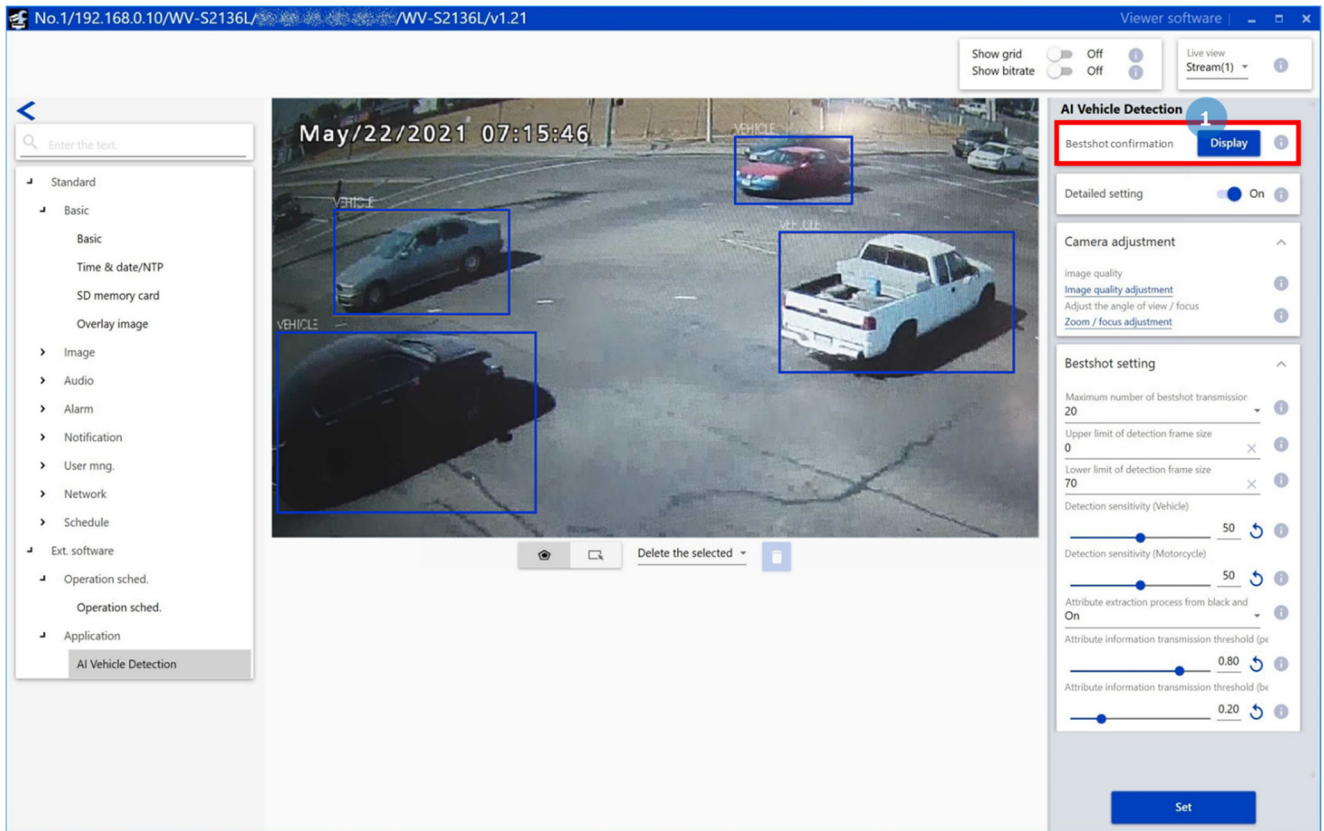 No.1/192.168.0.10/WV-S2136L/ /WV-S2136L/v1.21
Viewer software
Show grid Off
Show bitrate Off
Live view
Stream(1)
Enter the text.
Standard
Basic
Basic
Time & date/NTP
SD memory card
Overlay image
Image
Audio
Alarm
Notification
User mng.
Network
Schedule
Ext. software
Operation sched.
Operation sched.
Application
AI Vehicle Detection
May/22/2021 07:15:46
VEHICLE
VEHICLE
VEHICLE
VEHICLE
Delete the selected
AI Vehicle Detection
1
Bestshot confirmation Display
Detailed setting On
Camera adjustment
image quality
Image quality adjustment
Adjust the angle of view / focus
Zoom / focus adjustment
Bestshot setting
Maximum number of bestshot transmission
20
Upper limit of detection frame size
0
Lower limit of detection frame size
70
Detection sensitivity (Vehicle)
50
Detection sensitivity (Motorcycle)
50
Attribute extraction process from black and
On
Attribute information transmission threshold (pe
0.80
Attribute information transmission threshold (be
0.20
Set